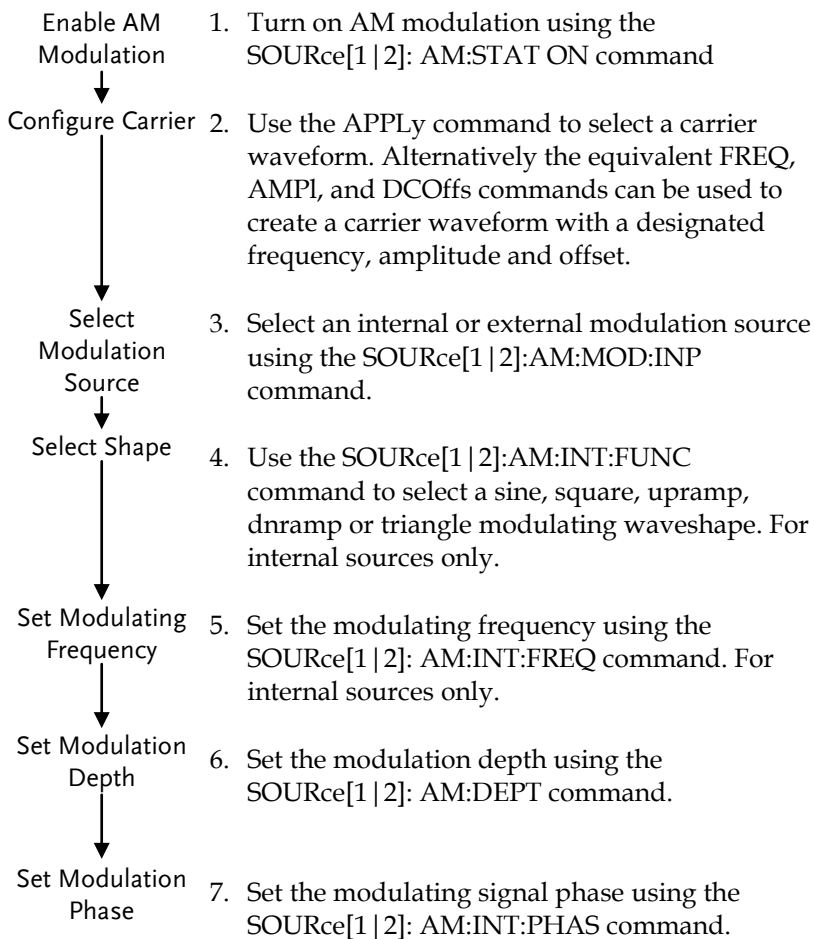 Enable AM
Modulation
1. Turn on AM modulation using the
SOURce[1|2]: AM:STAT ON command
Configure Carrier
2. Use the APPLy command to select a carrier
waveform. Alternatively the equivalent FREQ,
AMPl, and DCOffs commands can be used to
create a carrier waveform with a designated
frequency, amplitude and offset.
Select
Modulation
Source
3. Select an internal or external modulation source
using the SOURce[1|2]:AM:MOD:INP
command.
Select Shape
4. Use the SOURce[1|2]:AM:INT:FUNC
command to select a sine, square, upramp,
dnramp or triangle modulating waveshape. For
internal sources only.
Set Modulating
Frequency
5. Set the modulating frequency using the
SOURce[1|2]: AM:INT:FREQ command. For
internal sources only.
Set Modulation
Depth
6. Set the modulation depth using the
SOURce[1|2]: AM:DEPT command.
Set Modulation
Phase
7. Set the modulating signal phase using the
SOURce[1|2]: AM:INT:PHAS command.